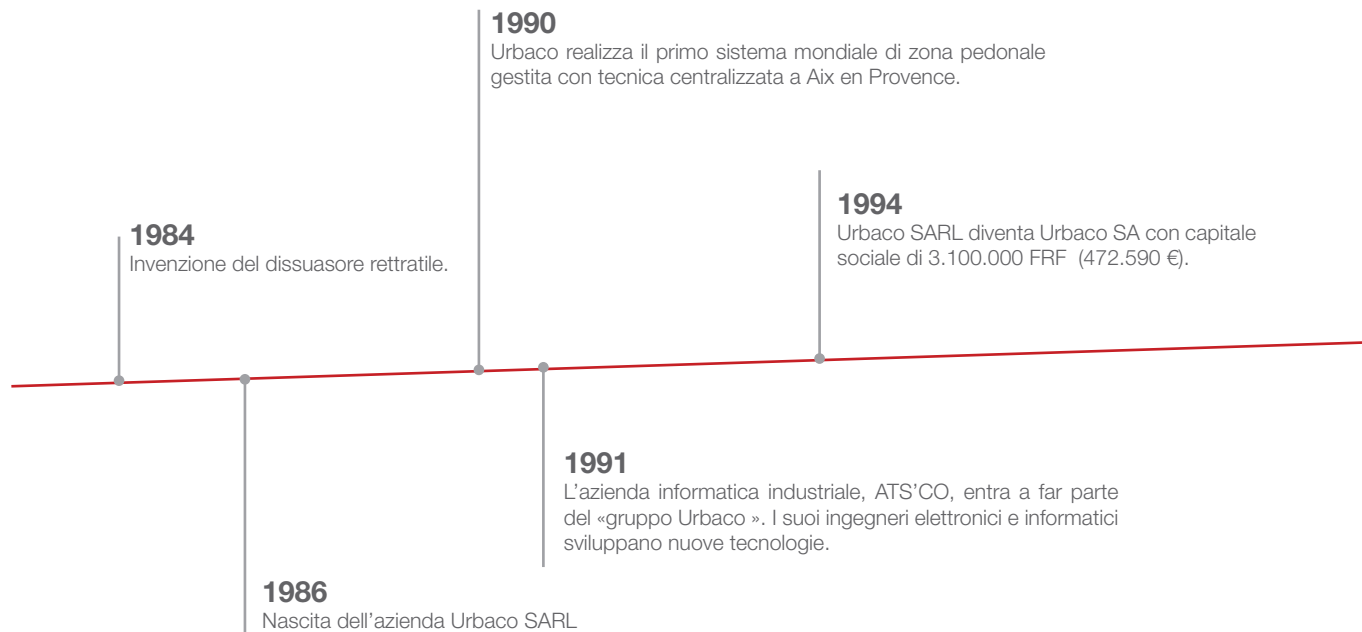 1990
Urbaco realizza il primo sistema mondiale di zona pedonale
gestita con tecnica centralizzata a Aix en Provence.
1994
Urbaco SARL diventa Urbaco SA con capitale
sociale di 3.100.000 FRF (472.590 €).
1984
Invenzione del dissuasore rettratile.
1991
L’azienda informatica industriale, ATS’CO, entra a far parte
del «gruppo Urbaco ». I suoi ingegneri elettronici e informatici
sviluppano nuove tecnologie.
1986
Nascita dell’azienda Urbaco SARL